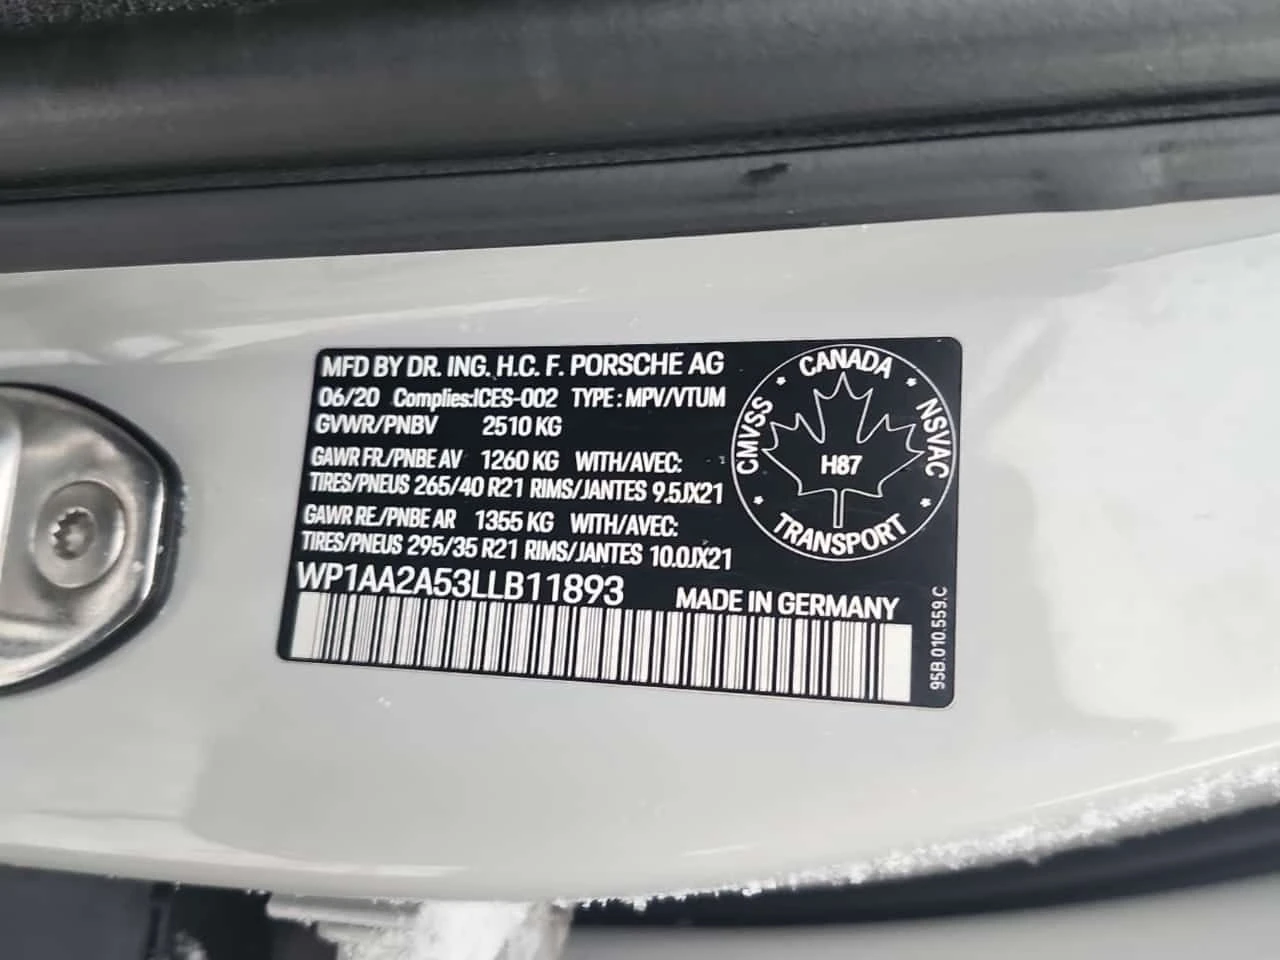 MFD BY DR. ING. H.C. F. PORSCHE AG
06/20 Complies:ICES-002 TYPE: MPV/VTUM
GVWR/PNBV 2510 KG
GAWR FR./PNBE AV 1260 KG WITH/AVEC:
TIRES/PNEUS 265/40 R21 RIMS/JANTES 9.5JX21
GAWR RE./PNBE AR 1355 KG WITH/AVEC:
TIRES/PNEUS 295/35 R21 RIMS/JANTES 10.0JX21
WP1AA2A53LLB11893 MADE IN GERMANY
CANADA
CMVSS
NSVAC
H87
TRANSPORT
95B.010.559.C